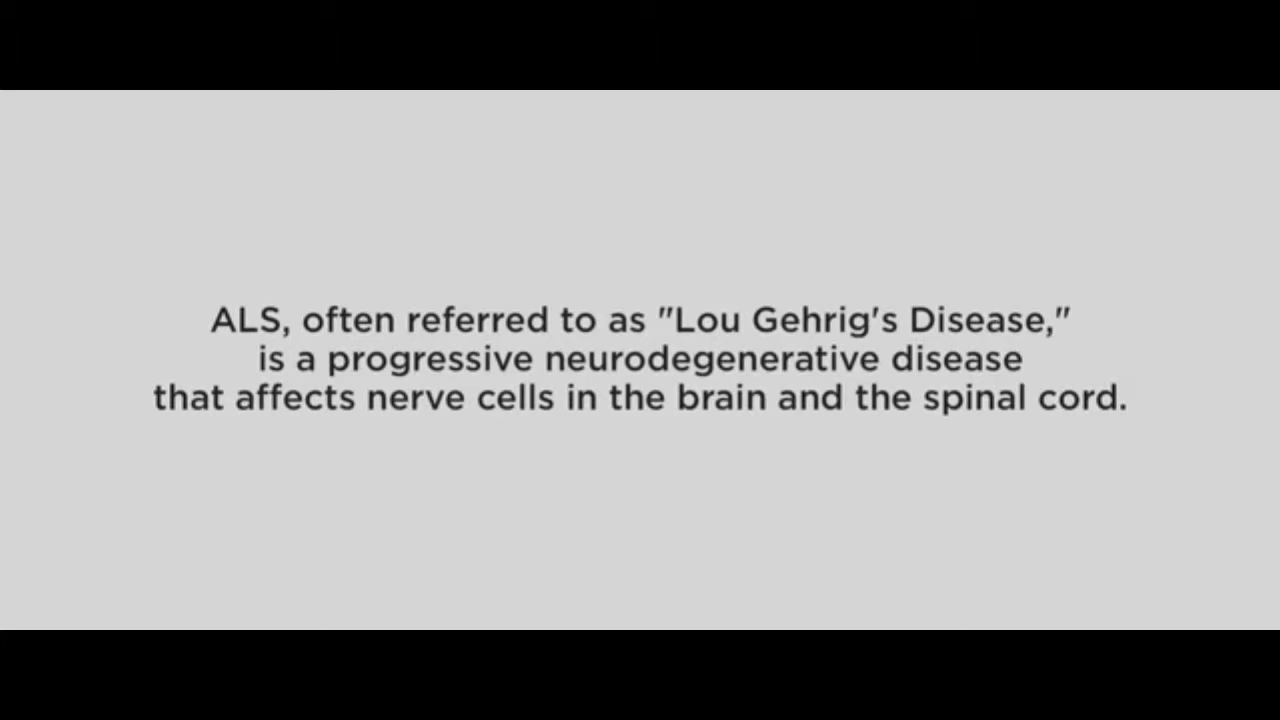 ALS, often referred to as "Lou Gehrig's Disease,"
is a progressive neurodegenerative disease
that affects nerve cells in the brain and the spinal cord.